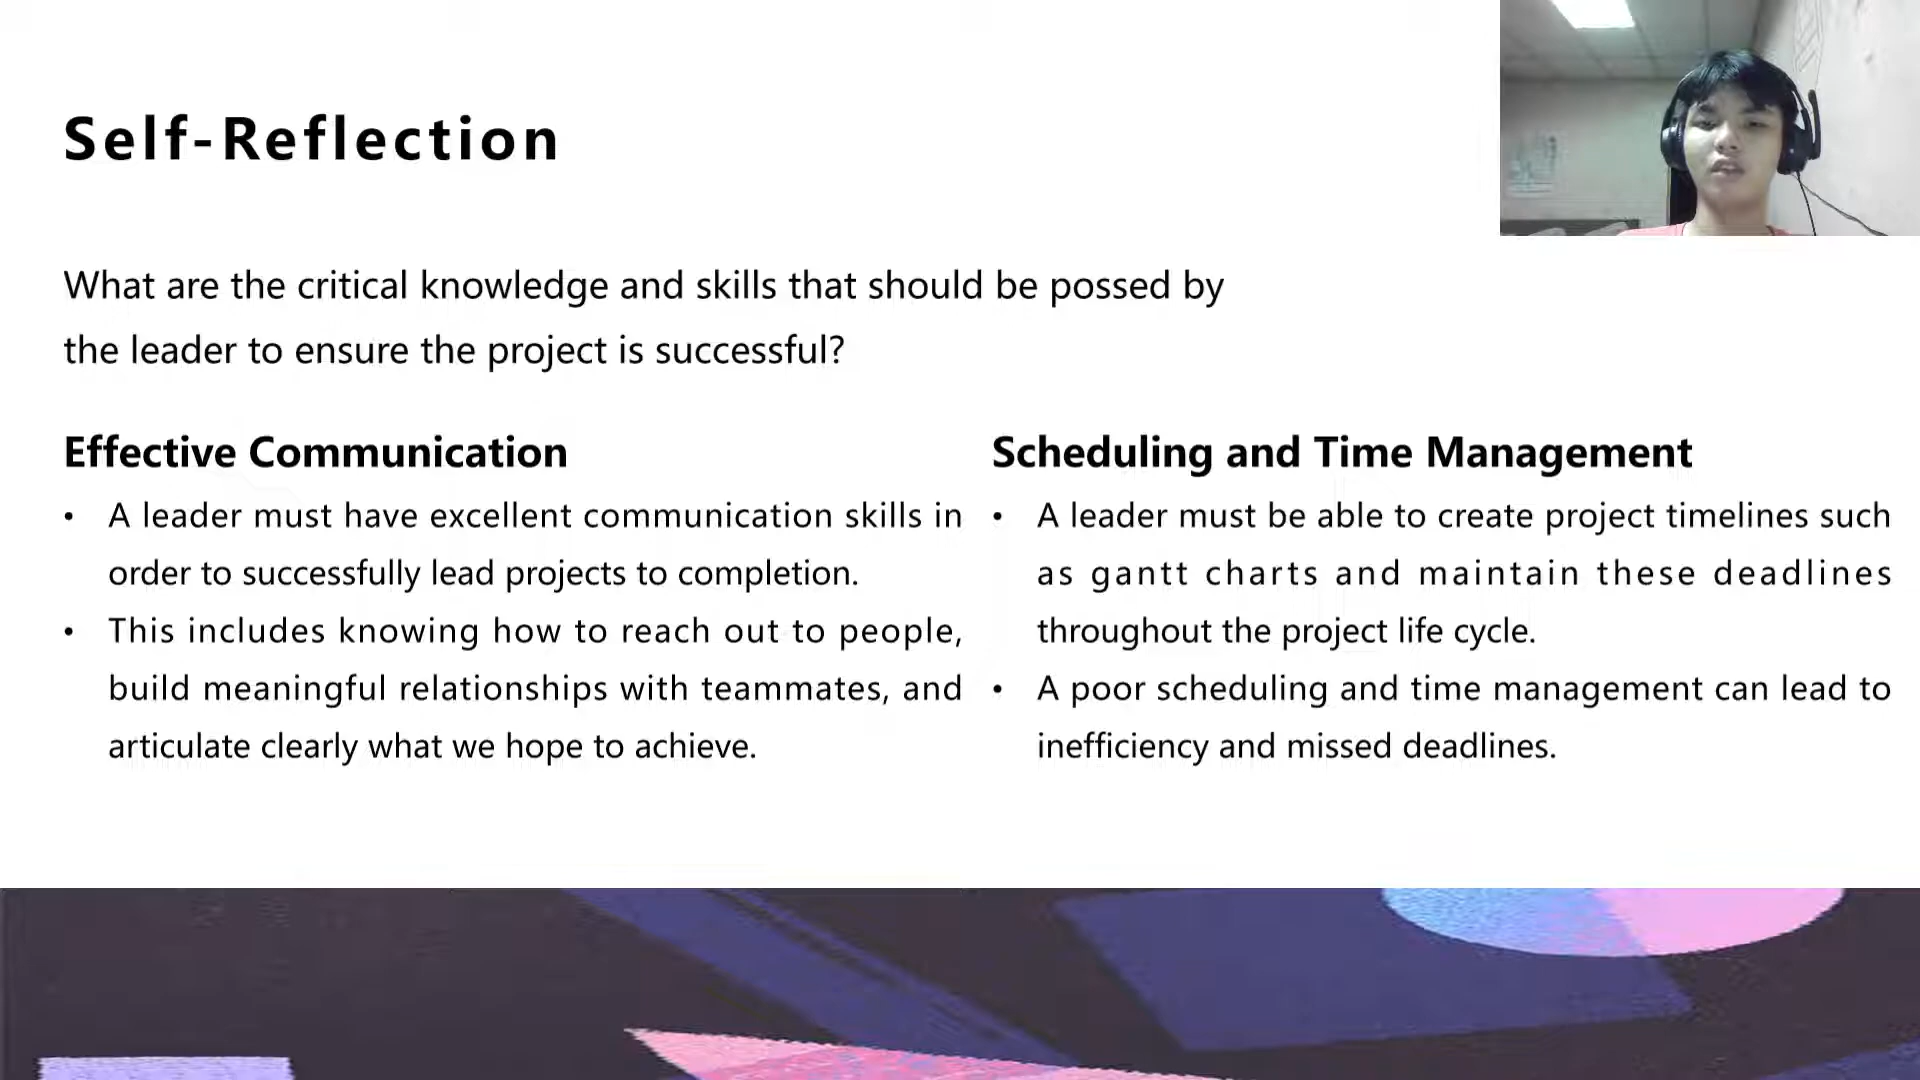 Self-Reflection
What are the critical knowledge and skills that should be possed by
the leader to ensure the project is successful?
Effective Communication
• A leader must have excellent communication skills in
order to successfully lead projects to completion.
• This includes knowing how to reach out to people,
build meaningful relationships with teammates, and
articulate clearly what we hope to achieve.
Scheduling and Time Management
• A leader must be able to create project timelines such
as gantt charts and maintain these deadlines
throughout the project life cycle.
• A poor scheduling and time management can lead to
inefficiency and missed deadlines.